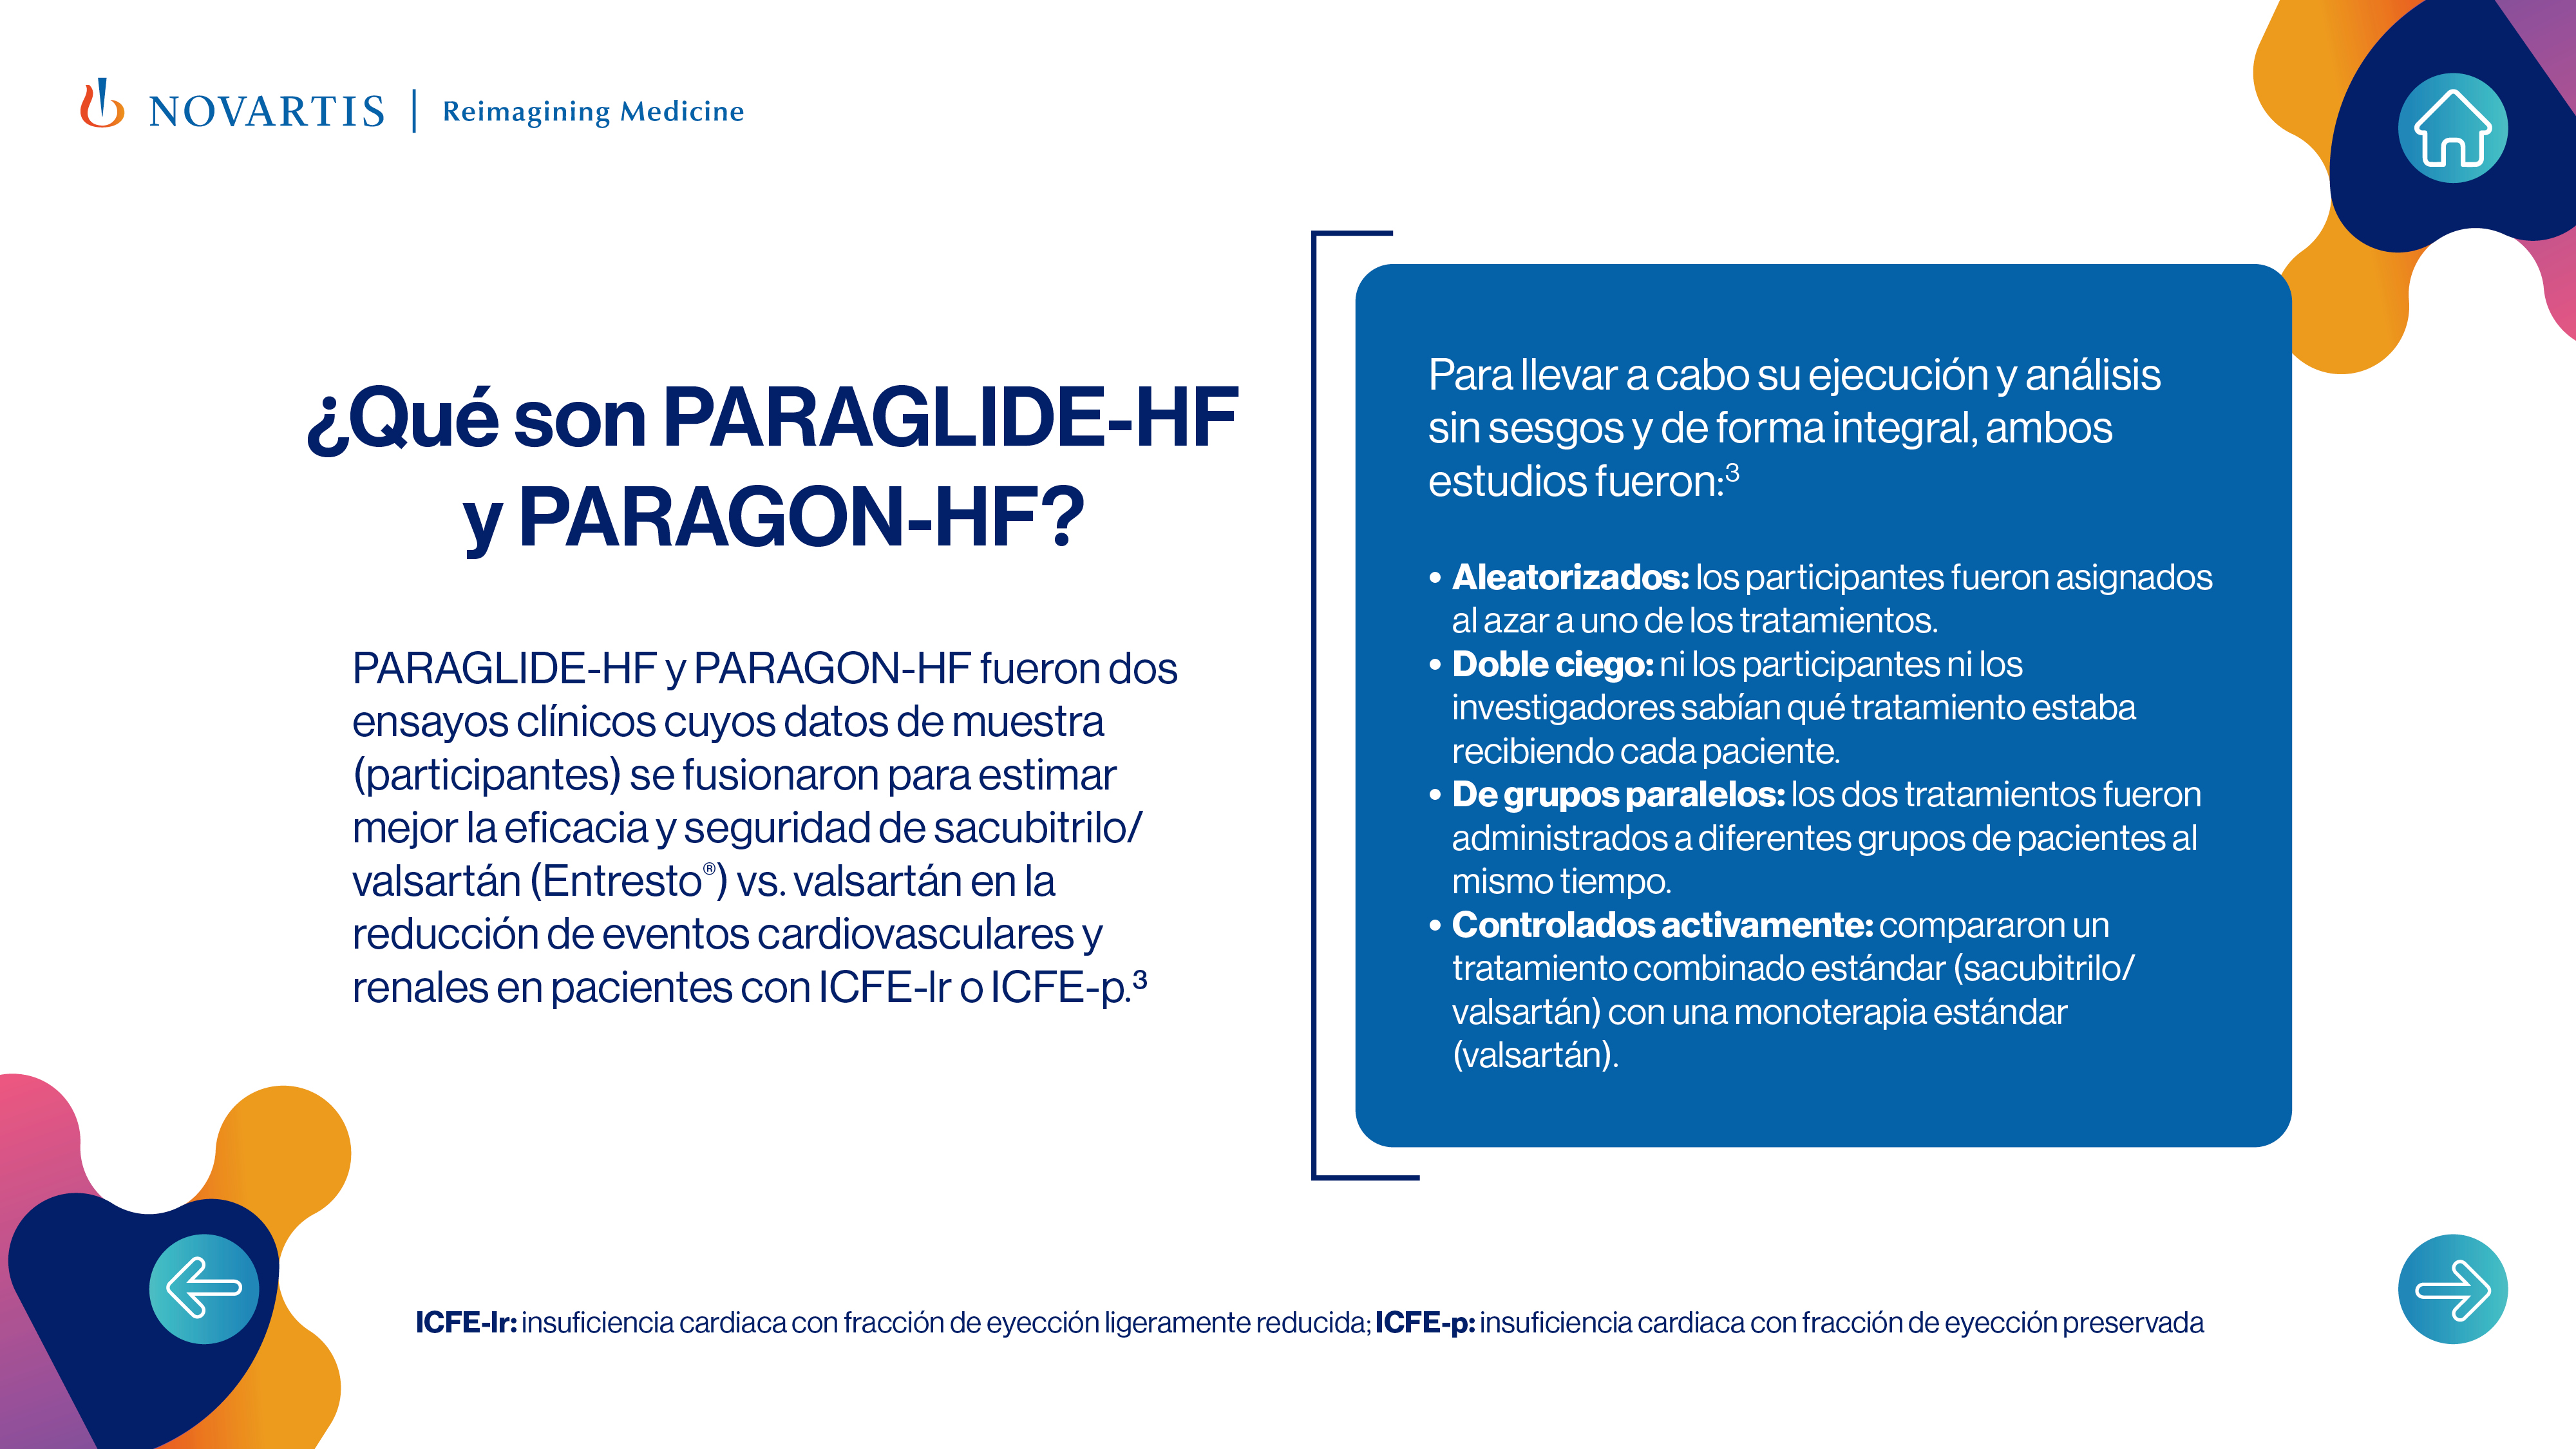 NOVARTIS | Reimagining Medicine
¿Qué son PARAGLIDE-HF
y PARAGON-HF?
PARAGLIDE-HF y PARAGON-HF fueron dos
ensayos clínicos cuyos datos de muestra
(participantes) se fusionaron para estimar
mejor la eficacia y seguridad de sacubitrilo/
valsartán (Entresto®) vs. valsartán en la
reducción de eventos cardiovasculares y
renales en pacientes con ICFE-lr o ICFE-p.³
Para llevar a cabo su ejecución y análisis
sin sesgos y de forma integral, ambos
estudios fueron:³
• Aleatorizados: los participantes fueron asignados
al azar a uno de los tratamientos.
• Doble ciego: ni los participantes ni los
investigadores sabían qué tratamiento estaba
recibiendo cada paciente.
• De grupos paralelos: los dos tratamientos fueron
administrados a diferentes grupos de pacientes al
mismo tiempo.
• Controlados activamente: compararon un
tratamiento combinado estándar (sacubitrilo/
valsartán) con una monoterapia estándar
(valsartán).
ICFE-lr: insuficiencia cardiaca con fracción de eyección ligeramente reducida; ICFE-p: insuficiencia cardiaca con fracción de eyección preservada